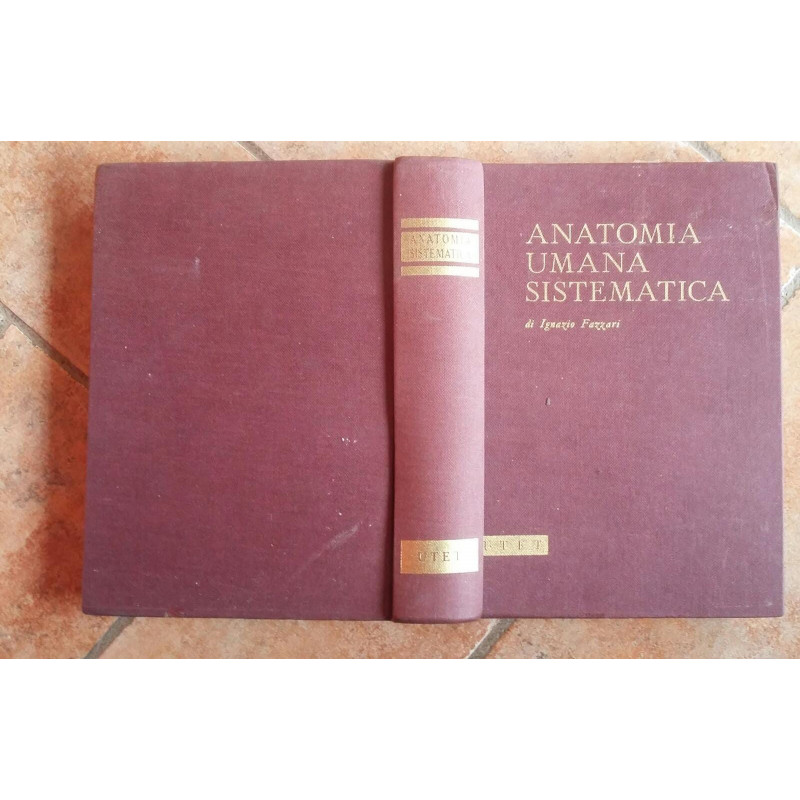 ANATOMIA
SISTEMATICA
UTET
ANATOMIA
UMANA
SISTEMATICA
di Ignazio Fazzari
UTET